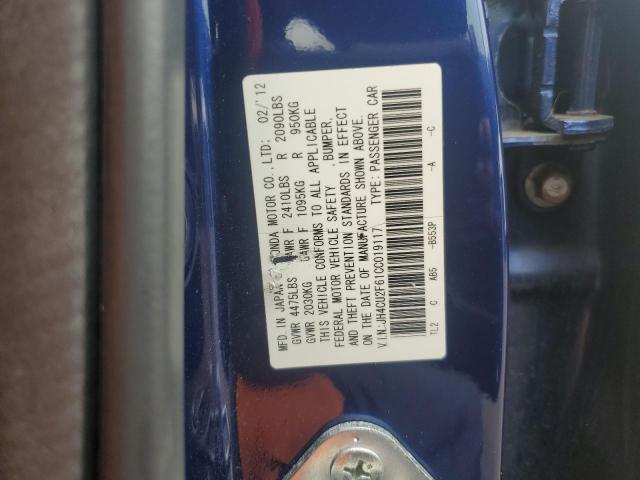 MFD. IN JAPAN HONDA MOTOR CO., LTD: 02/'12
GVWR 4475LBS GAWR F 2410LBS R 2090LBS
GVWR 2030KG GAWR F 1095KG R 950KG
THIS VEHICLE CONFORMS TO ALL APPLICABLE
FEDERAL MOTOR VEHICLE SAFETY , BUMPER,
AND THEFT PREVENTION STANDARDS IN EFFECT
ON THE DATE OF MANUFACTURE SHOWN ABOVE.
V.I.N:JH4CU2F61CC019117 TYPE:PASSENGER CAR
TL2 C AB5 -B553P -A -C